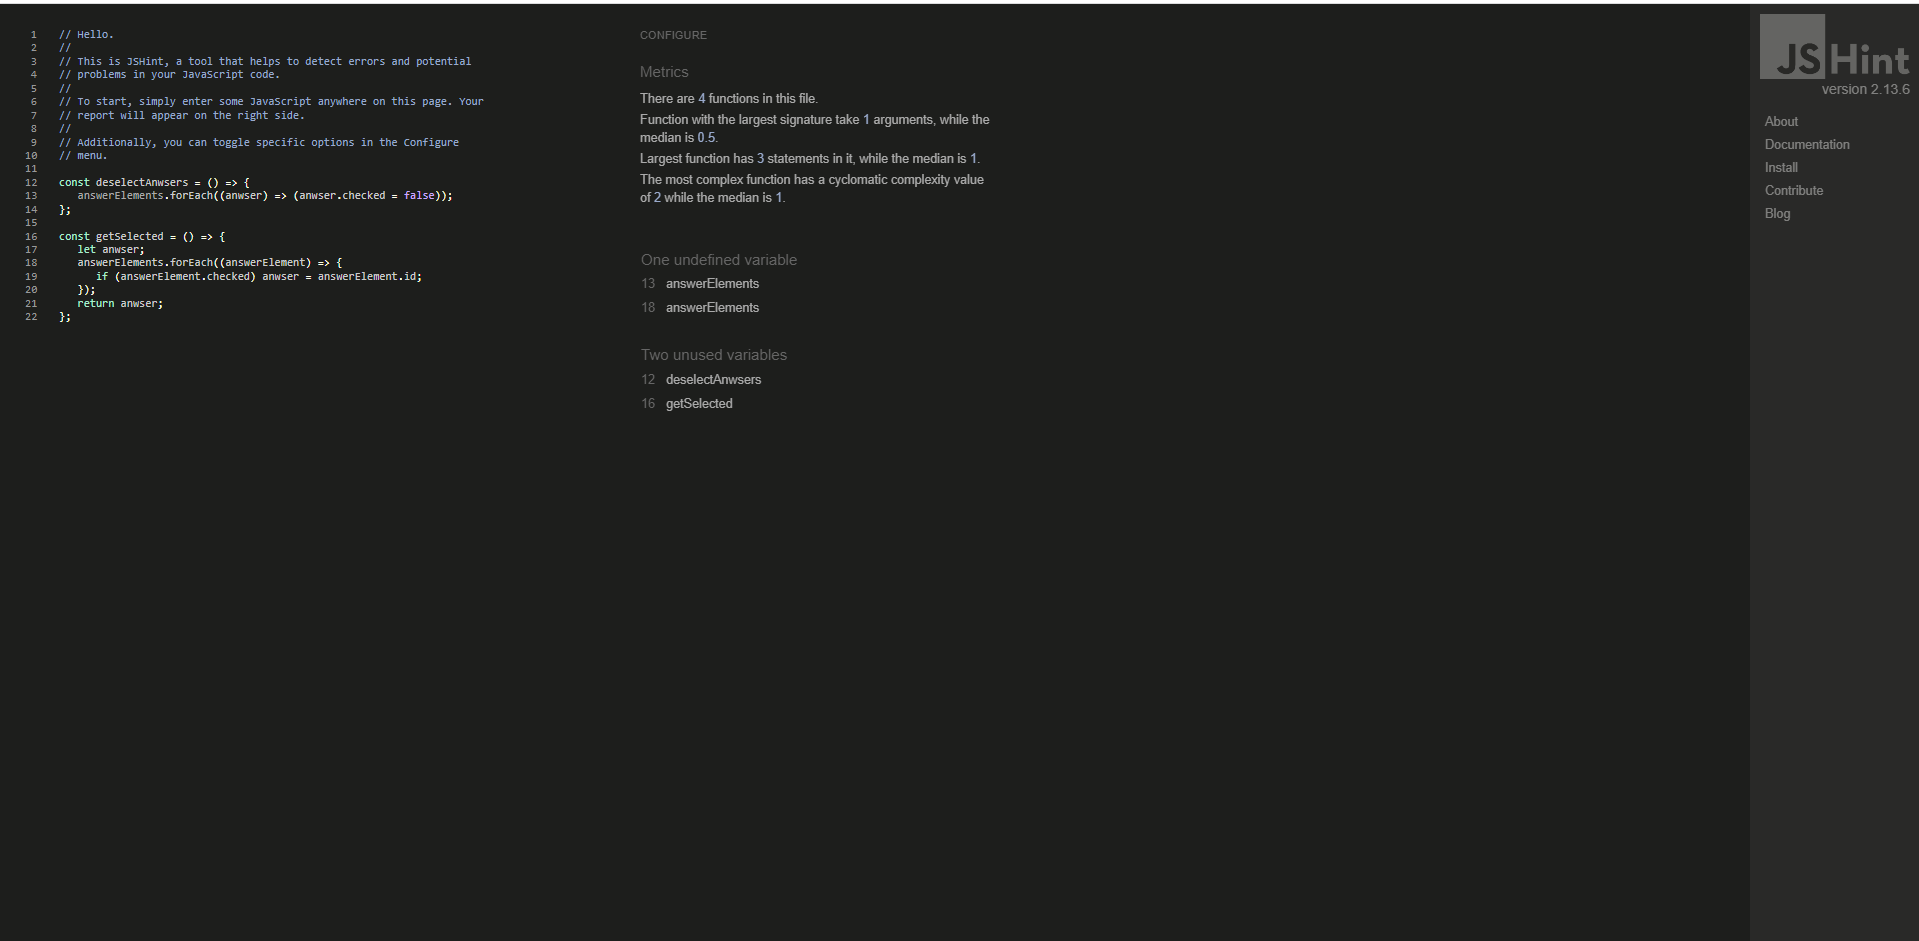 1 // Hello.
2 //
3 // This is JSHint, a tool that helps to detect errors and potential
4 // problems in your JavaScript code.
5 //
6 // To start, simply enter some JavaScript anywhere on this page. Your
7 // report will appear on the right side.
8 //
9 // Additionally, you can toggle specific options in the Configure
10 // menu.
11
12 const deselectAnwsers = () => {
13    answerElements.forEach((anwser) => (anwser.checked = false));
14 };
15
16 const getSelected = () => {
17    let anwser;
18    answerElements.forEach((answerElement) => {
19       if (answerElement.checked) anwser = answerElement.id;
20    });
21    return anwser;
22 };
CONFIGURE
Metrics
There are 4 functions in this file.
Function with the largest signature take 1 arguments, while the
median is 0.5.
Largest function has 3 statements in it, while the median is 1.
The most complex function has a cyclomatic complexity value
of 2 while the median is 1.
One undefined variable
13 answerElements
18 answerElements
Two unused variables
12 deselectAnwsers
16 getSelected
JSHint
version 2.13.6
About
Documentation
Install
Contribute
Blog